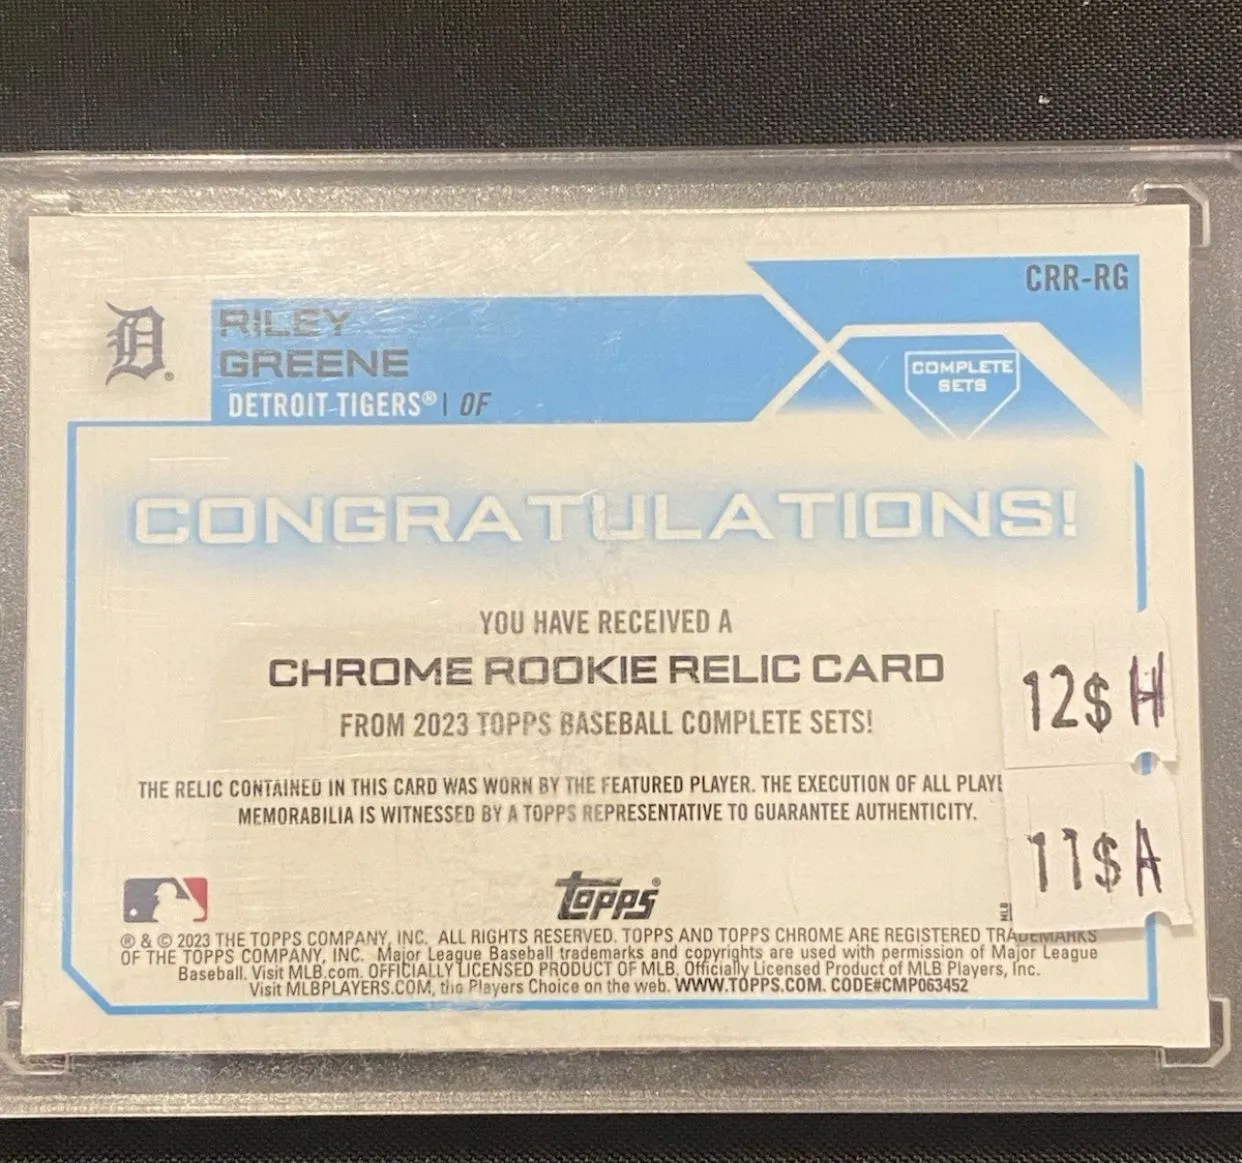 CRR-RG
RILEY
GREENE
DETROIT TIGERS® | OF
COMPLETE
SETS
CONGRATULATIONS!
YOU HAVE RECEIVED A
CHROME ROOKIE RELIC CARD
FROM 2023 TOPPS BASEBALL COMPLETE SETS!
12$ H
THE RELIC CONTAINED IN THIS CARD WAS WORN BY THE FEATURED PLAYER. THE EXECUTION OF ALL PLAYE
MEMORABILIA IS WITNESSED BY A TOPPS REPRESENTATIVE TO GUARANTEE AUTHENTICITY.
11$ A
Topps®
MLB
® & © 2023 THE TOPPS COMPANY, INC. ALL RIGHTS RESERVED. TOPPS AND TOPPS CHROME ARE REGISTERED TRADEMARKS
OF THE TOPPS COMPANY, INC. Major League Baseball trademarks and copyrights are used with permission of Major League
Baseball. Visit MLB.com. OFFICIALLY LICENSED PRODUCT OF MLB. Officially Licensed Product of MLB Players, Inc.
Visit MLBPLAYERS.COM, the Players Choice on the web. WWW.TOPPS.COM. CODE#CMP063452